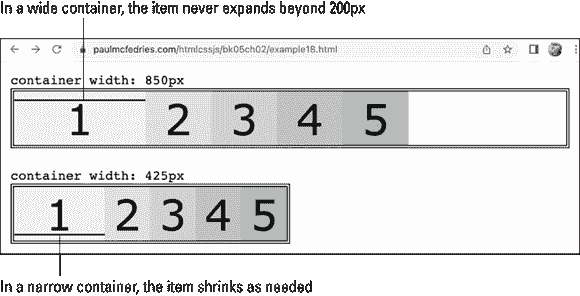 In a wide container, the item never expands beyond 200px
paulmcfedries.com/htmlcssjs/bk05ch02/example18.html
container width: 850px
1 2 3 4 5
container width: 425px
1 2 3 4 5
In a narrow container, the item shrinks as needed